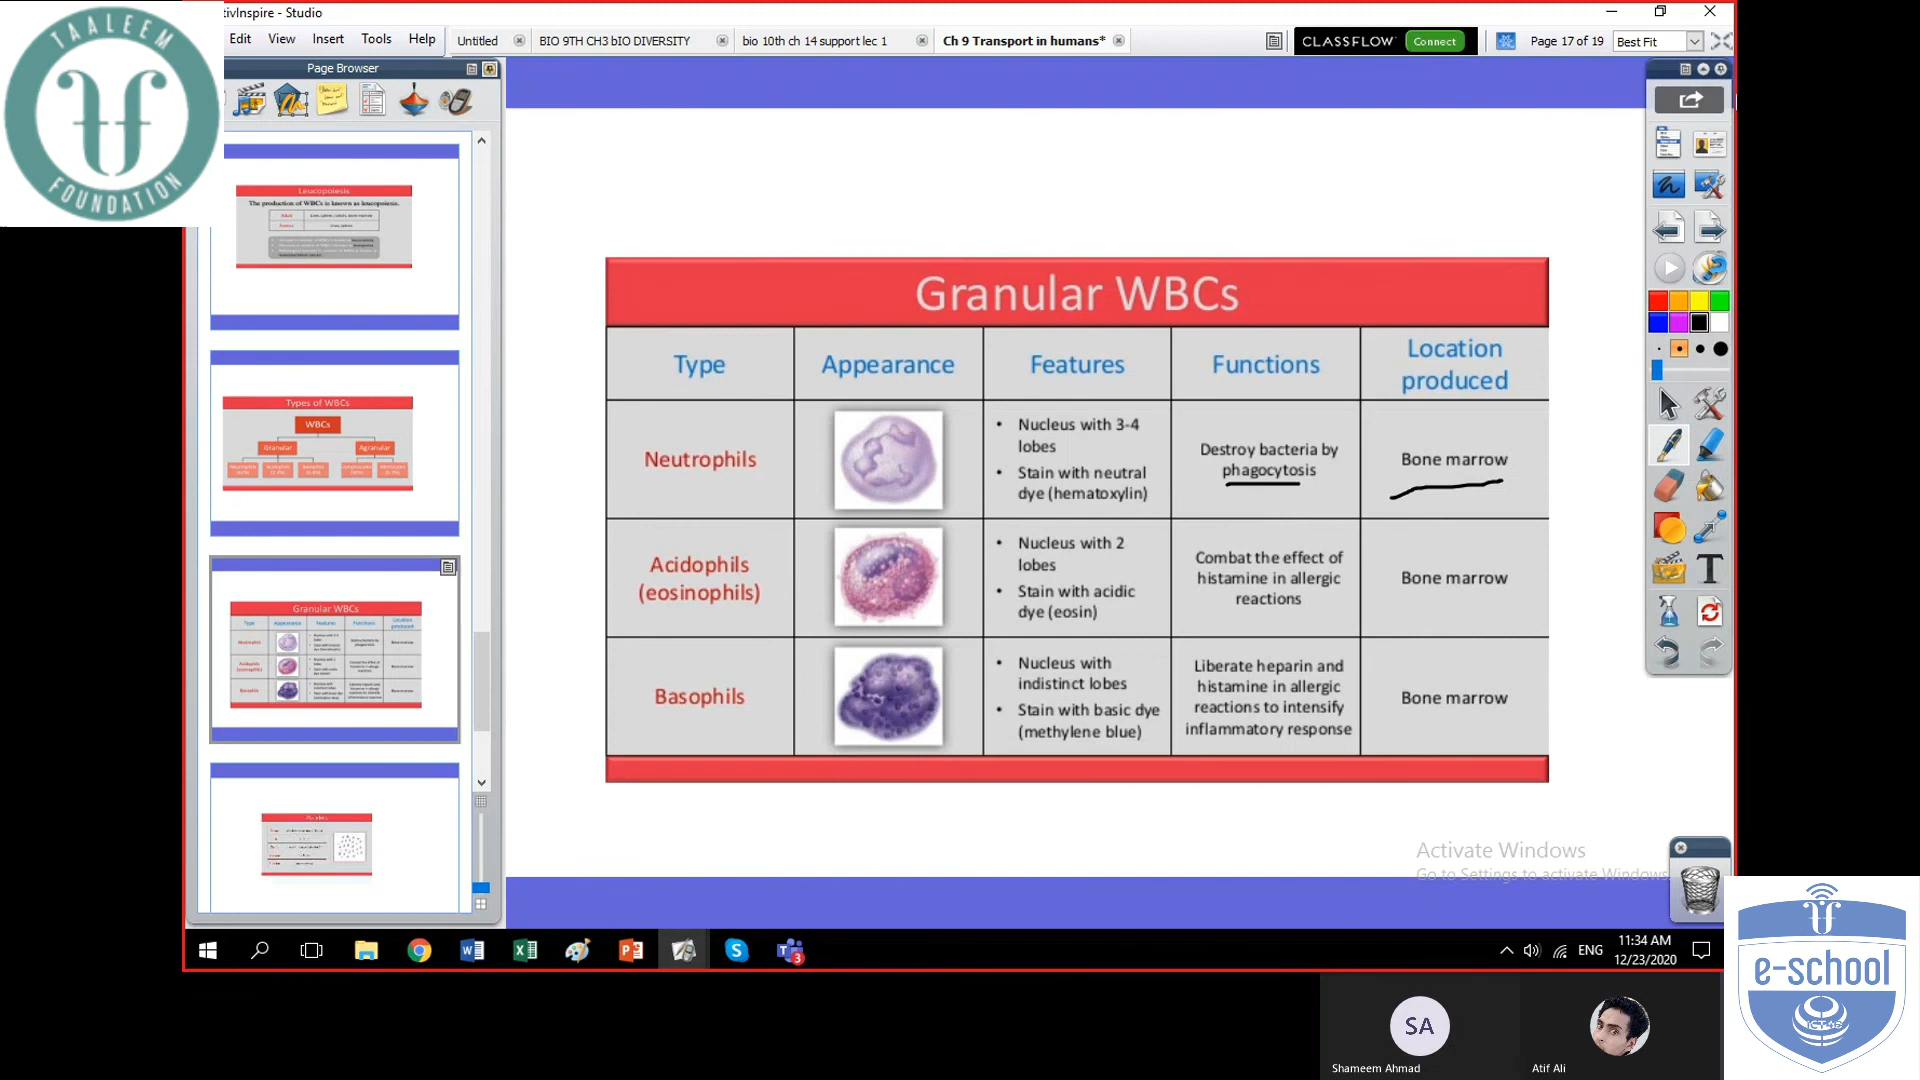 TAALEEM
FOUNDATION
ivInspire - Studio
Edit View Insert Tools Help
Untitled
BIO 9TH CH3 bIO DIVERSITY
bio 10th ch 14 support lec 1
Ch 9 Transport in humans*
CLASSFLOW Connect
Page 17 of 19
Best Fit
Page Browser
Leucopoiesis
The production of WBCs is known as leucopoiesis.
Types of WBCs
WBCs
Granular
Agranular
Granular WBCs
Type
Appearance
Features
Functions
Location
produced
Neutrophils
• Nucleus with 3-4
lobes
• Stain with neutral
dye (hematoxylin)
Destroy bacteria by
phagocytosis
Bone marrow
Acidophils
(eosinophils)
• Nucleus with 2
lobes
• Stain with acidic
dye (eosin)
Combat the effect of
histamine in allergic
reactions
Bone marrow
Basophils
• Nucleus with
indistinct lobes
• Stain with basic dye
(methylene blue)
Liberate heparin and
histamine in allergic
reactions to intensify
inflammatory response
Bone marrow
Granular WBCs
Platelets
Activate Windows
Go to Settings to activate Windows
ENG
11:34 AM
12/23/2020
SA
Shameem Ahmad
Atif Ali
e-school